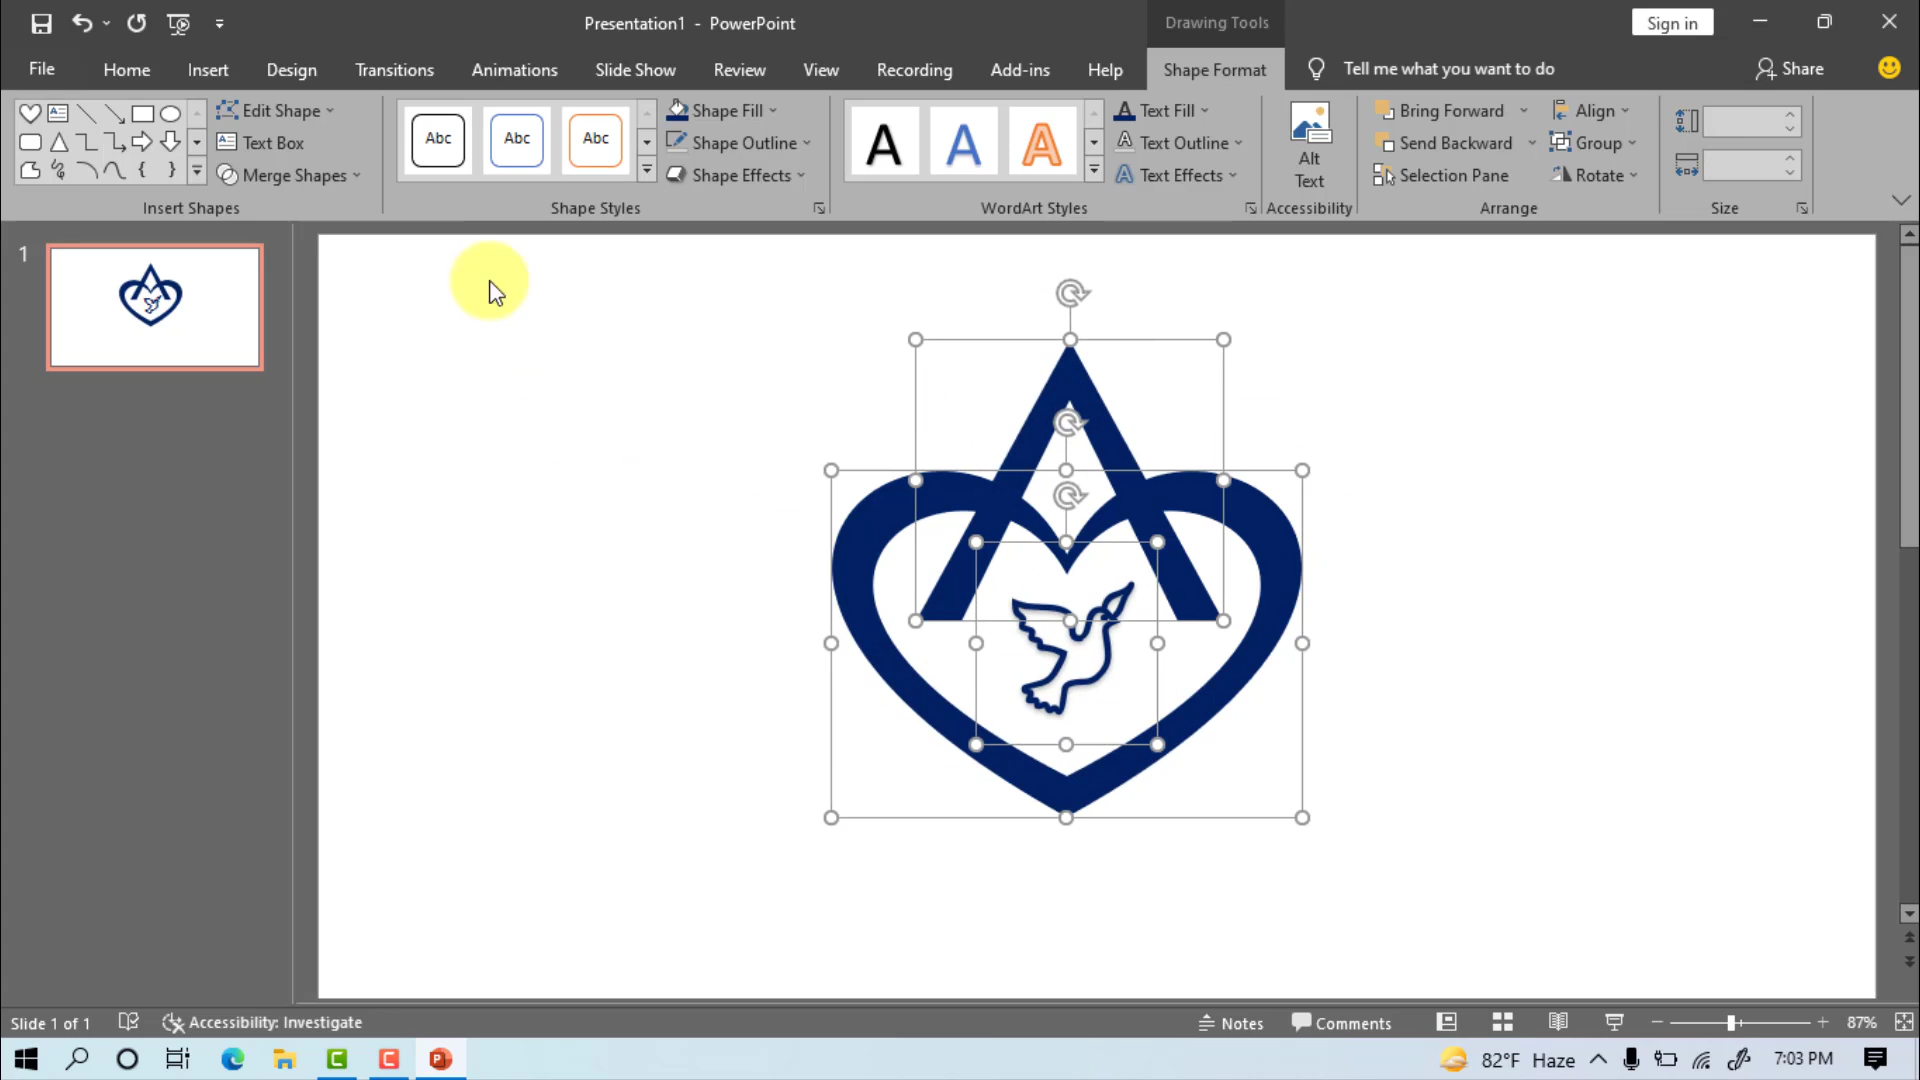 Presentation1 - PowerPoint
Drawing Tools
Sign in
File
Home
Insert
Design
Transitions
Animations
Slide Show
Review
View
Recording
Add-ins
Help
Shape Format
Tell me what you want to do
Share
Edit Shape
Text Box
Merge Shapes
Insert Shapes
Abc
Abc
Abc
Shape Fill
Shape Outline
Shape Effects
Shape Styles
A
A
A
Text Fill
Text Outline
Text Effects
WordArt Styles
Alt
Text
Accessibility
Bring Forward
Send Backward
Selection Pane
Align
Group
Rotate
Arrange
Size
1
Slide 1 of 1
Accessibility: Investigate
Notes
Comments
87%
82°F Haze
7:03 PM